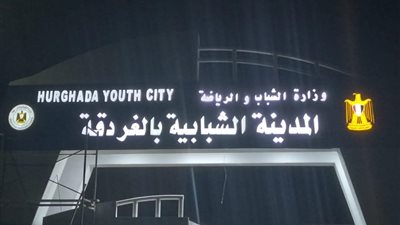 وزارة الشباب و الرياضة
HURGHADA YOUTH CITY
المدينة الشبابية بالغردقة